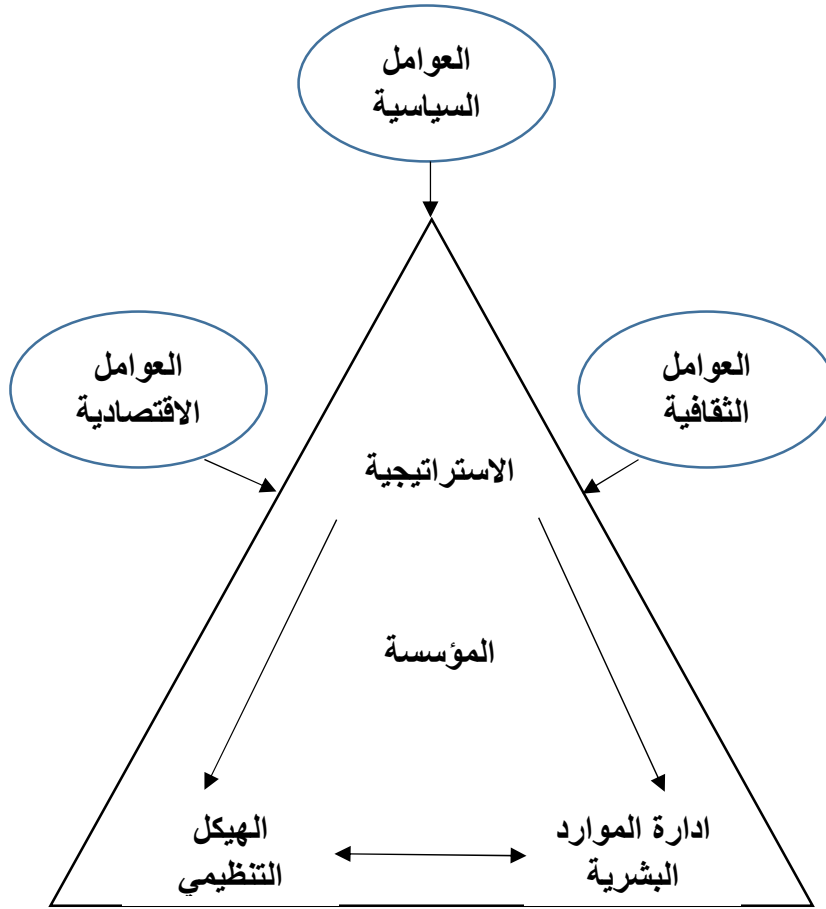 العوامل
السياسية
العوامل
الثقافية
العوامل
الاقتصادية
الاستراتيجية
المؤسسة
ادارة الموارد
البشرية
الهيكل
التنظيمي